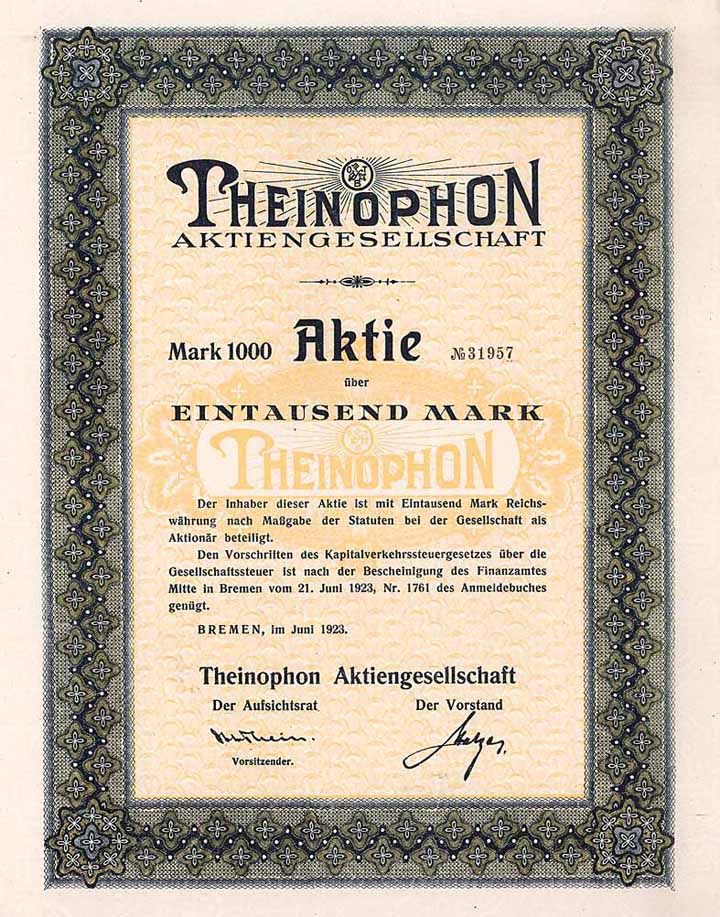 THEINOPHON
AKTIENGESELLSCHAFT
Mark 1000 Aktie № 31957
über
EINTAUSEND MARK
THEINOPHON
Der Inhaber dieser Aktie ist mit Eintausend Mark Reichs-
währung nach Maßgabe der Statuten bei der Gesellschaft als
Aktionär beteiligt.
Den Vorschriften des Kapitalverkehrssteuergesetzes über die
Gesellschaftssteuer ist nach der Bescheinigung des Finanzamtes
Mitte in Bremen vom 21. Juni 1923, Nr. 1761 des Anmeldebuches
genügt.
BREMEN, im Juni 1923.
Theinophon Aktiengesellschaft
Der Aufsichtsrat Der Vorstand
Vorsitzender.